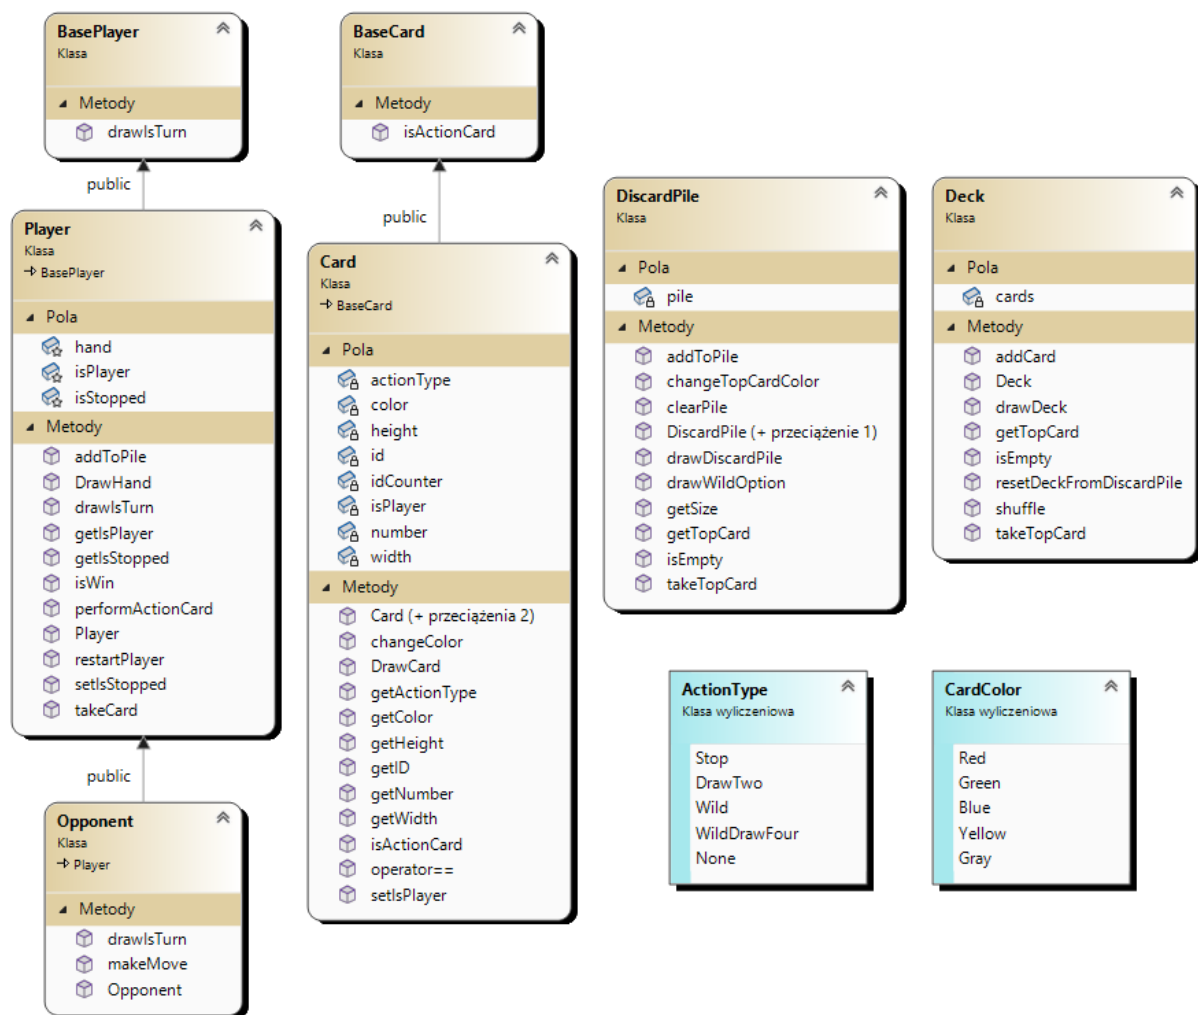 BasePlayer
Klasa
Metody
drawIsTurn
public
Player
Klasa
BasePlayer
Pola
hand
isPlayer
isStopped
Metody
addToPile
DrawHand
drawIsTurn
getIsPlayer
getIsStopped
isWin
performActionCard
Player
restartPlayer
setIsStopped
takeCard
public
Opponent
Klasa
Player
Metody
drawIsTurn
makeMove
Opponent
BaseCard
Klasa
Metody
isActionCard
public
Card
Klasa
BaseCard
Pola
actionType
color
height
id
idCounter
isPlayer
number
width
Metody
Card (+ przeciążenia 2)
changeColor
DrawCard
getActionType
getColor
getHeight
getID
getNumber
getWidth
isActionCard
operator==
setIsPlayer
DiscardPile
Klasa
Pola
pile
Metody
addToPile
changeTopCardColor
clearPile
DiscardPile (+ przeciążenie 1)
drawDiscardPile
drawWildOption
getSize
getTopCard
isEmpty
takeTopCard
Deck
Klasa
Pola
cards
Metody
addCard
Deck
drawDeck
getTopCard
isEmpty
resetDeckFromDiscardPile
shuffle
takeTopCard
ActionType
Klasa wyliczeniowa
Stop
DrawTwo
Wild
WildDrawFour
None
CardColor
Klasa wyliczeniowa
Red
Green
Blue
Yellow
Gray